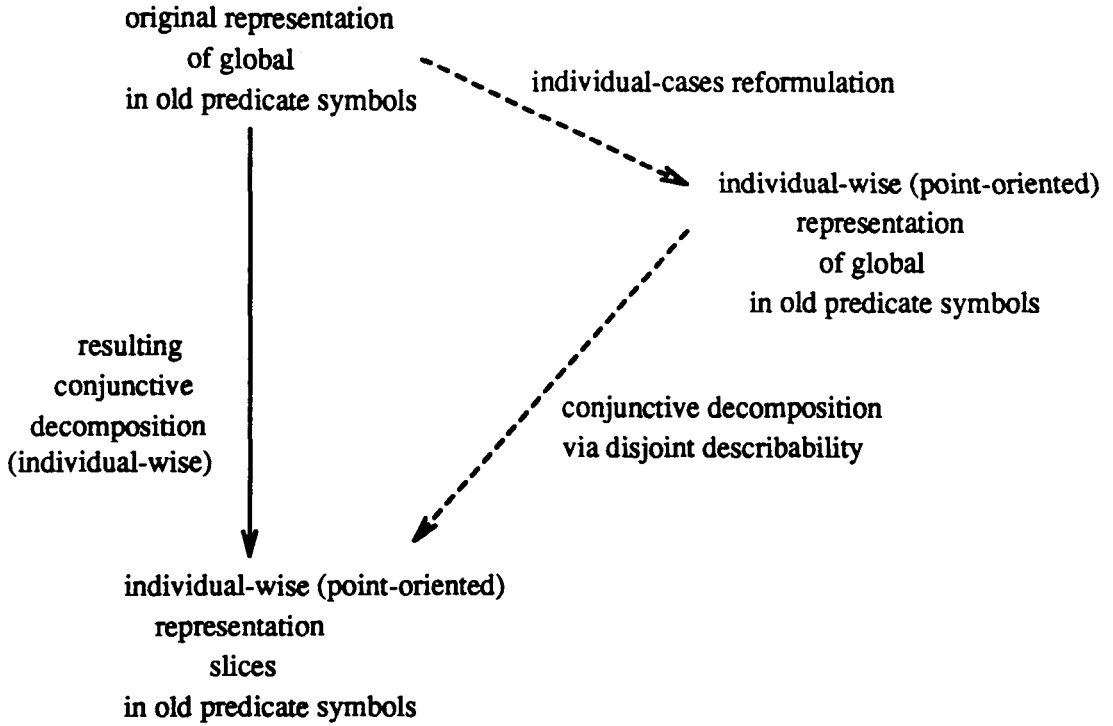 original representation
of global
in old predicate symbols
individual-cases reformulation
individual-wise (point-oriented)
representation
of global
in old predicate symbols
resulting
conjunctive
decomposition
(individual-wise)
conjunctive decomposition
via disjoint describability
individual-wise (point-oriented)
representation
slices
in old predicate symbols